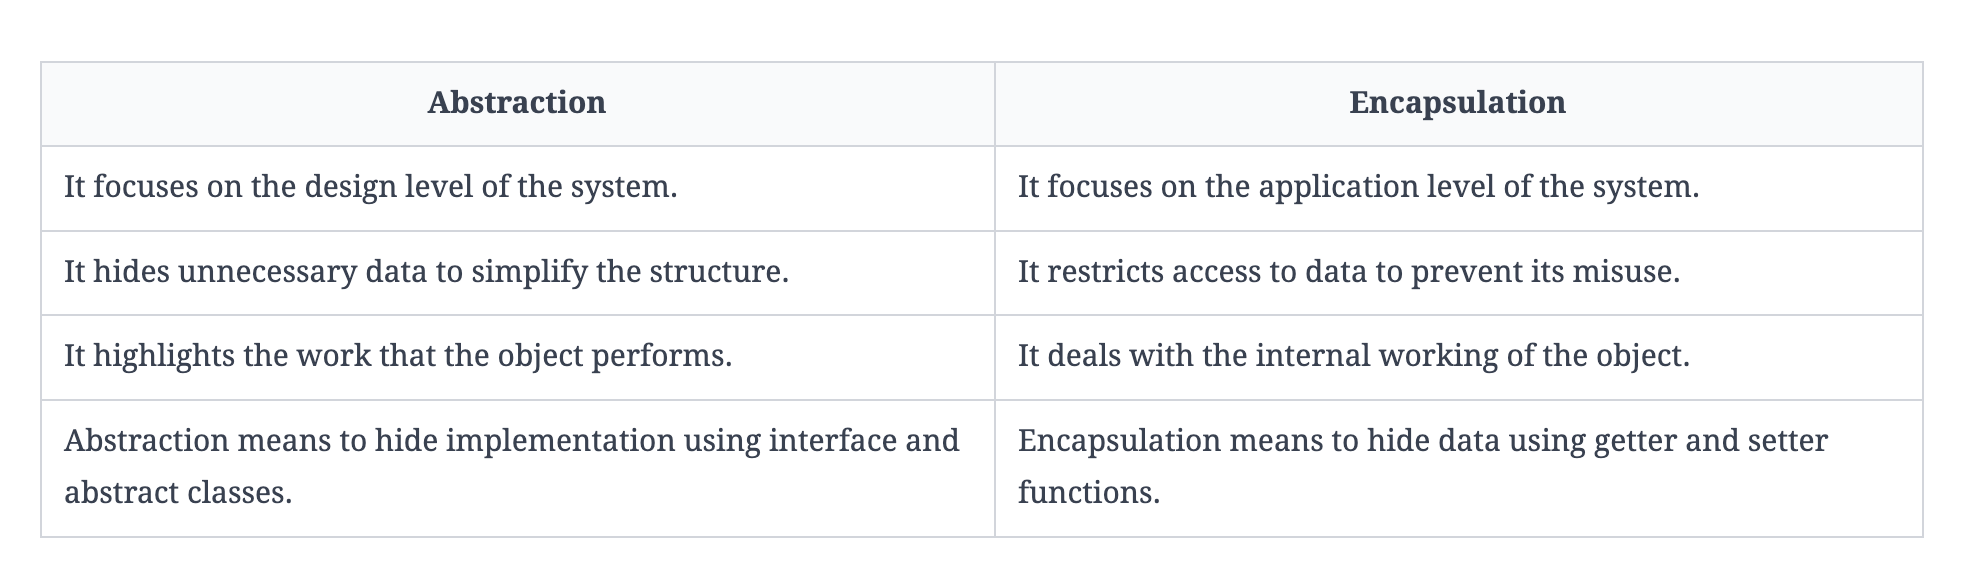 Abstraction
Encapsulation
It focuses on the design level of the system.
It focuses on the application level of the system.
It hides unnecessary data to simplify the structure.
It restricts access to data to prevent its misuse.
It highlights the work that the object performs.
It deals with the internal working of the object.
Abstraction means to hide implementation using interface and
abstract classes.
Encapsulation means to hide data using getter and setter
functions.